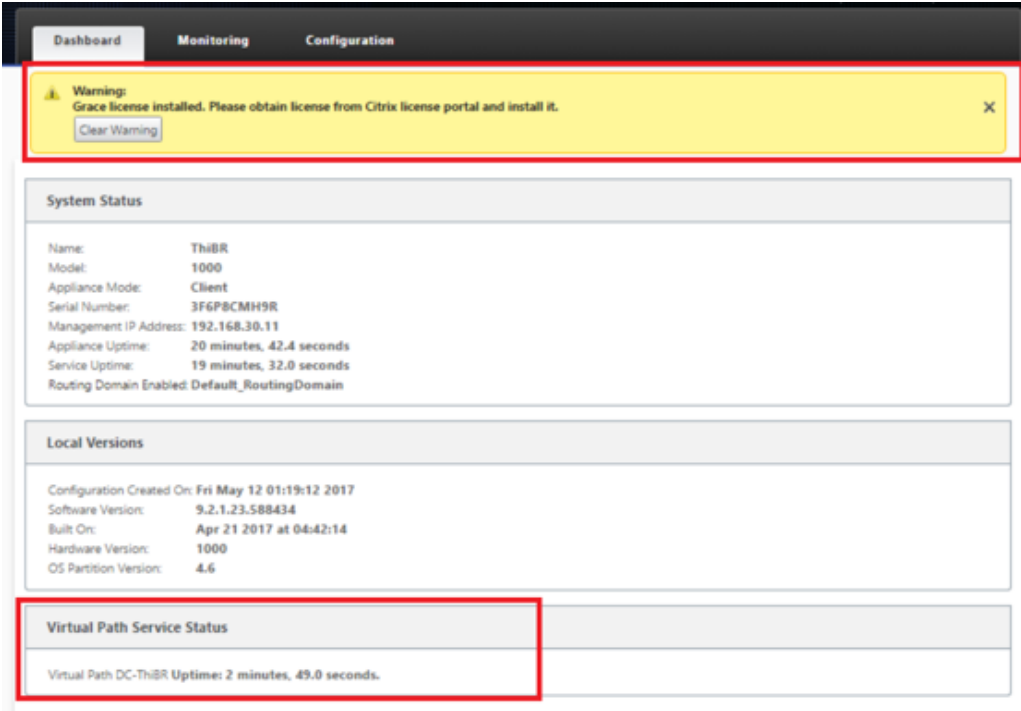 Dashboard Monitoring Configuration
Warning:
Grace license installed. Please obtain license from Citrix license portal and install it.
Clear Warning
System Status
Name: ThiBR
Model: 1000
Appliance Mode: Client
Serial Number: 3F6P8CMH9R
Management IP Address: 192.168.30.11
Appliance Uptime: 20 minutes, 42.4 seconds
Service Uptime: 19 minutes, 32.0 seconds
Routing Domain Enabled: Default_RoutingDomain
Local Versions
Configuration Created On: Fri May 12 01:19:12 2017
Software Version: 9.2.1.23.588434
Built On: Apr 21 2017 at 04:42:14
Hardware Version: 1000
OS Partition Version: 4.6
Virtual Path Service Status
Virtual Path DC-ThiBR Uptime: 2 minutes, 49.0 seconds.